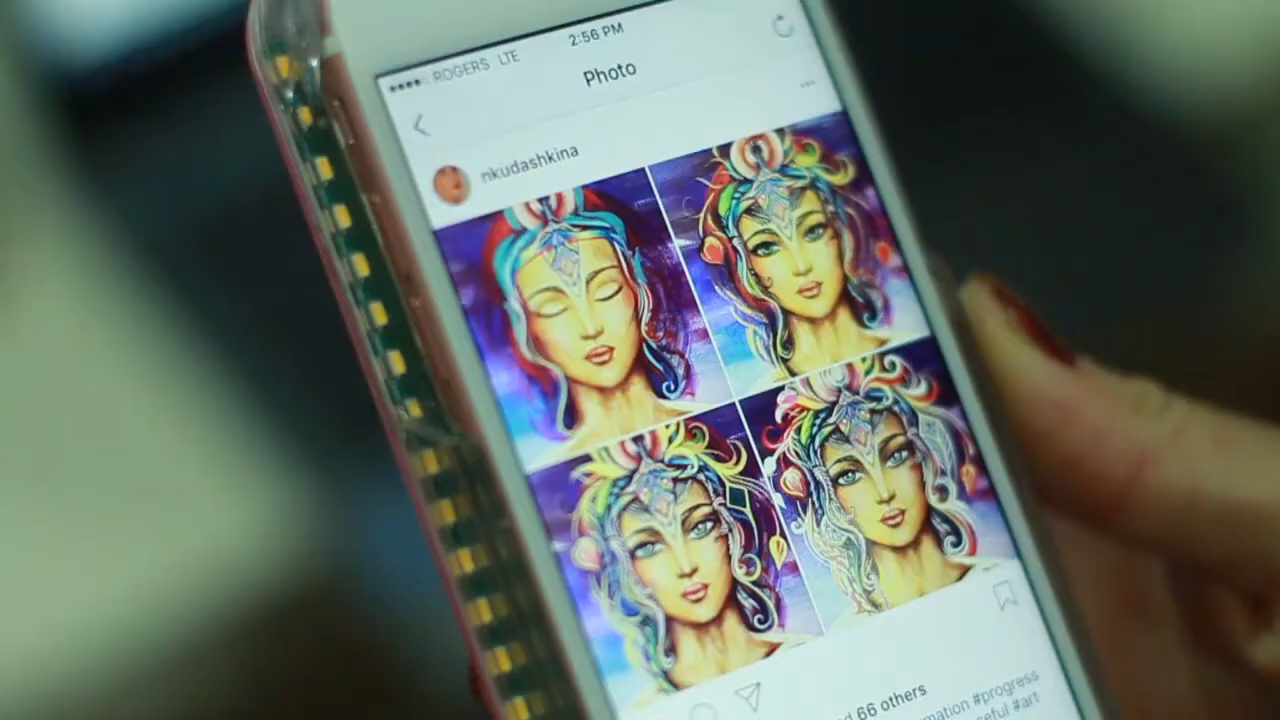 ROGERS LTE 2:56 PM
Photo
nkudashkina
66 others
#progress
#art